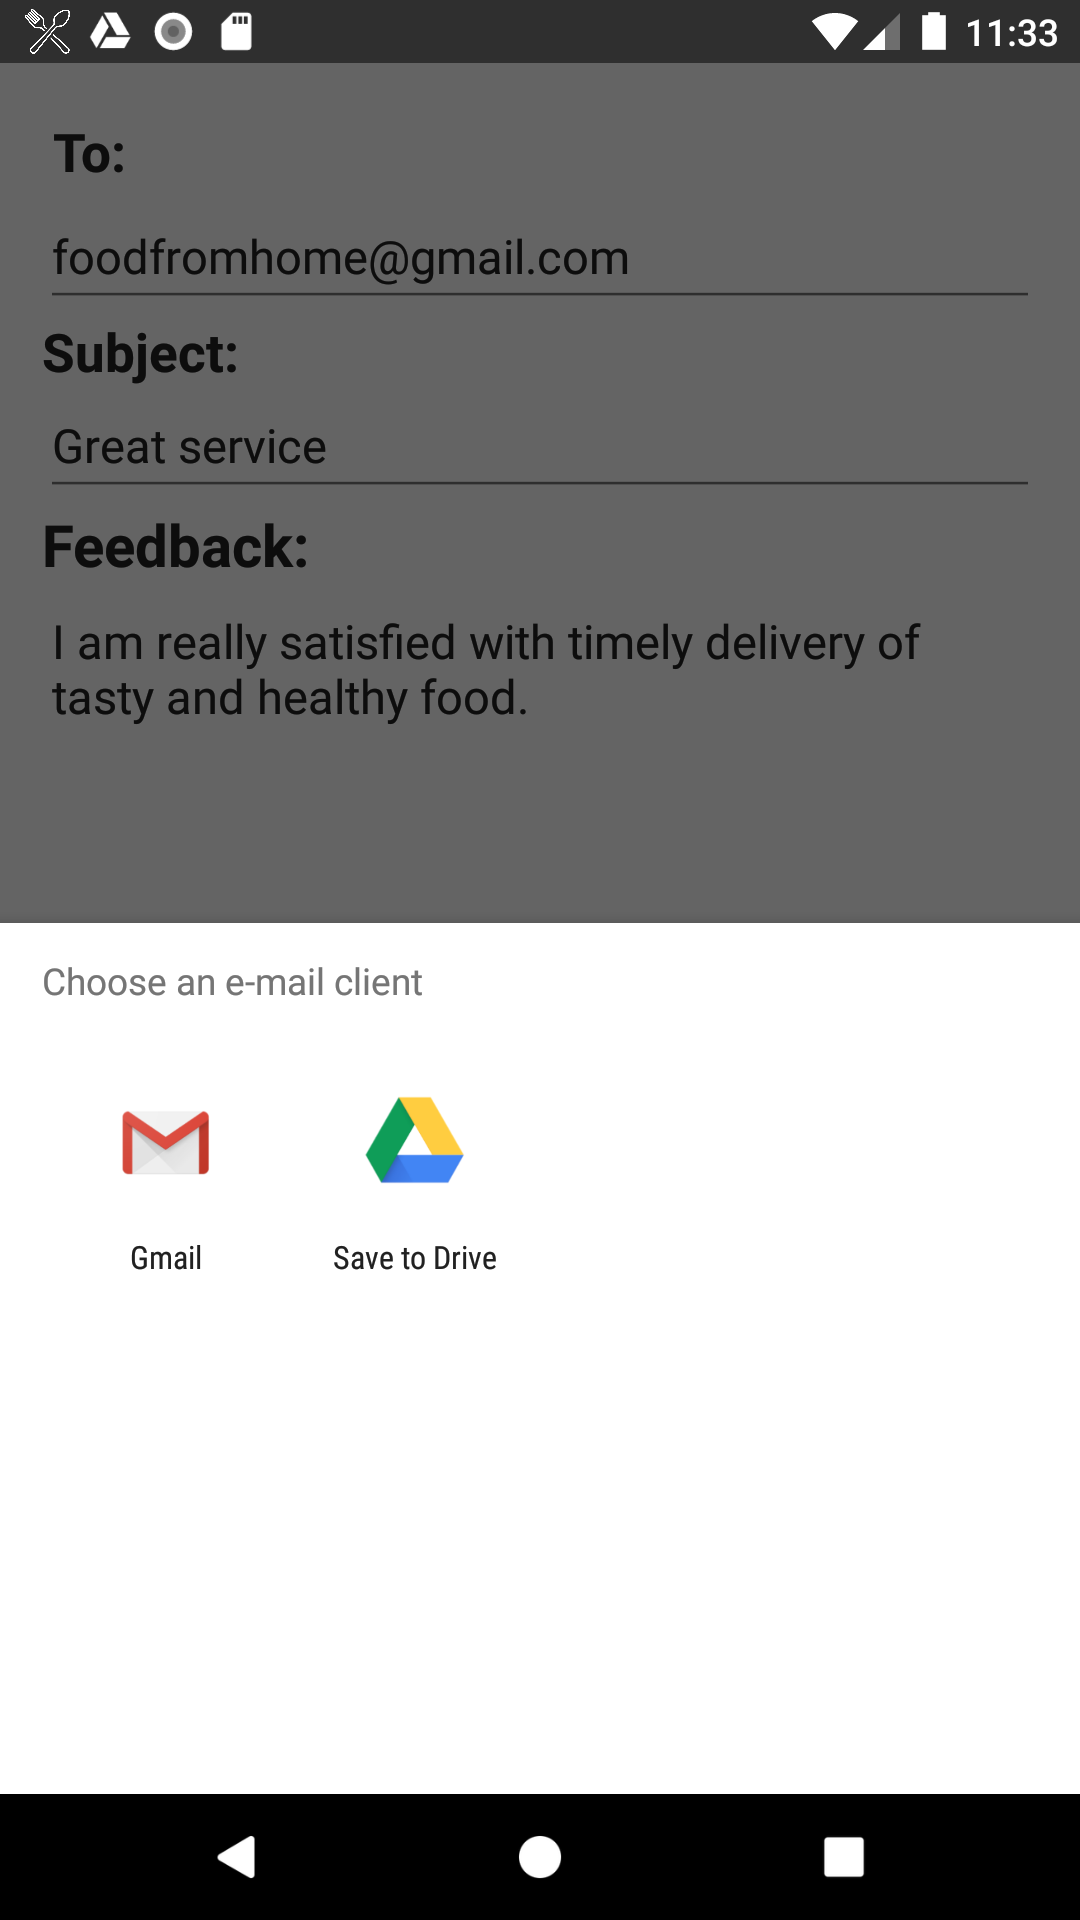 11:33
To:
foodfromhome@gmail.com
Subject:
Great service
Feedback:
I am really satisfied with timely delivery of
tasty and healthy food.
Choose an e-mail client
Gmail
Save to Drive